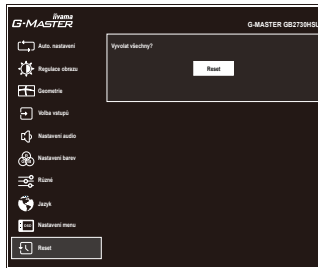 iiyama
G-MASTER
G-MASTER GB2730HSU
Auto. nastavení
Vyvolat všechny?
Reset
Regulace obrazu
Geometrie
Volba vstupů
Nastavení audio
Nastavení barev
Různé
Jazyk
OSD
Nastavení menu
Reset